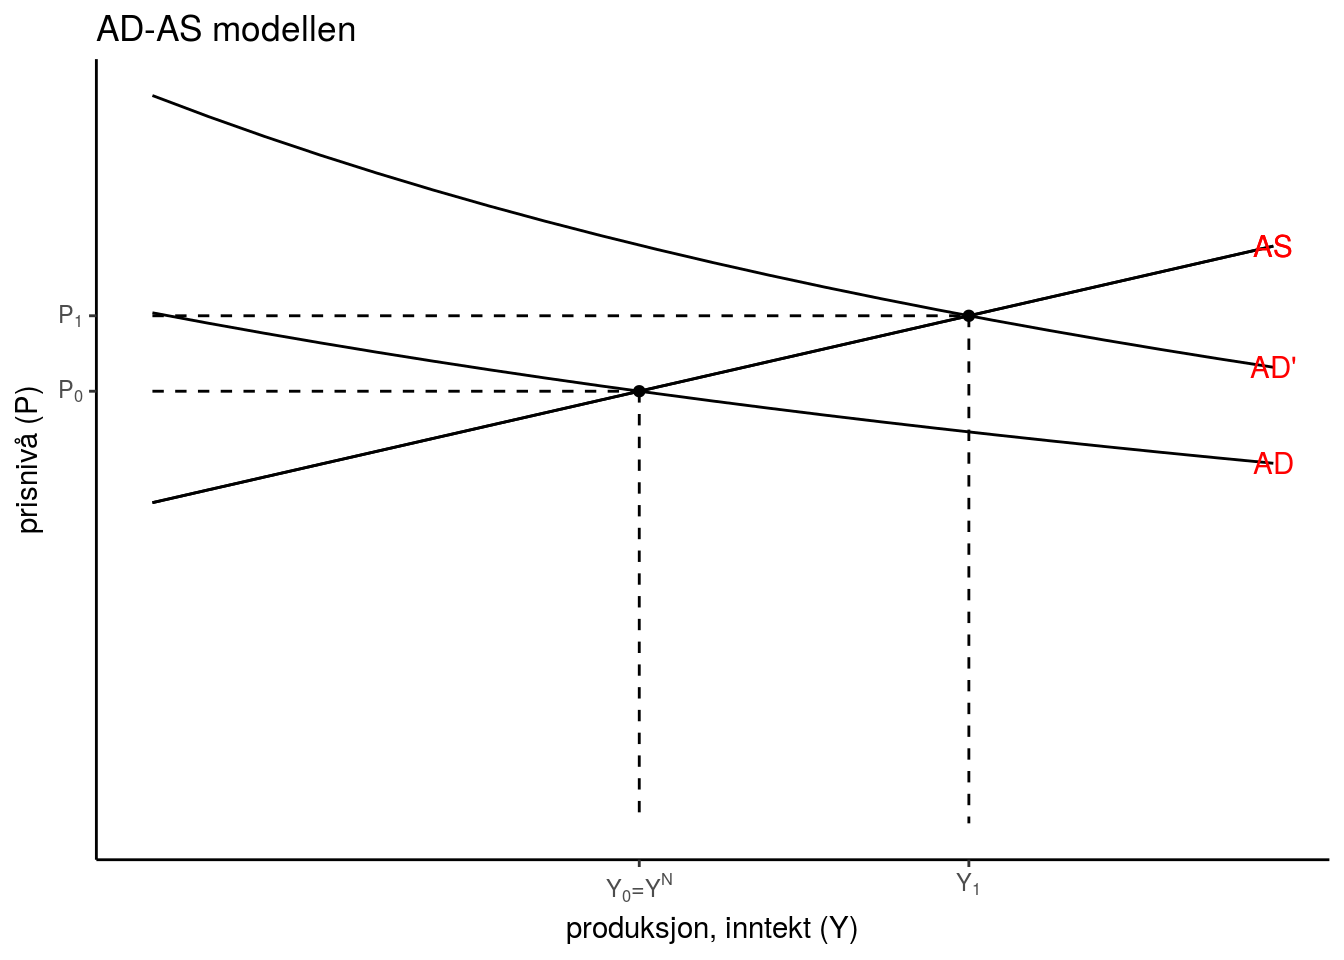 AD-AS modellen
AS
P₁
AD'
P₀
AD
prisnivå (P)
Y₀=Yᴺ
Y₁
produksjon, inntekt (Y)